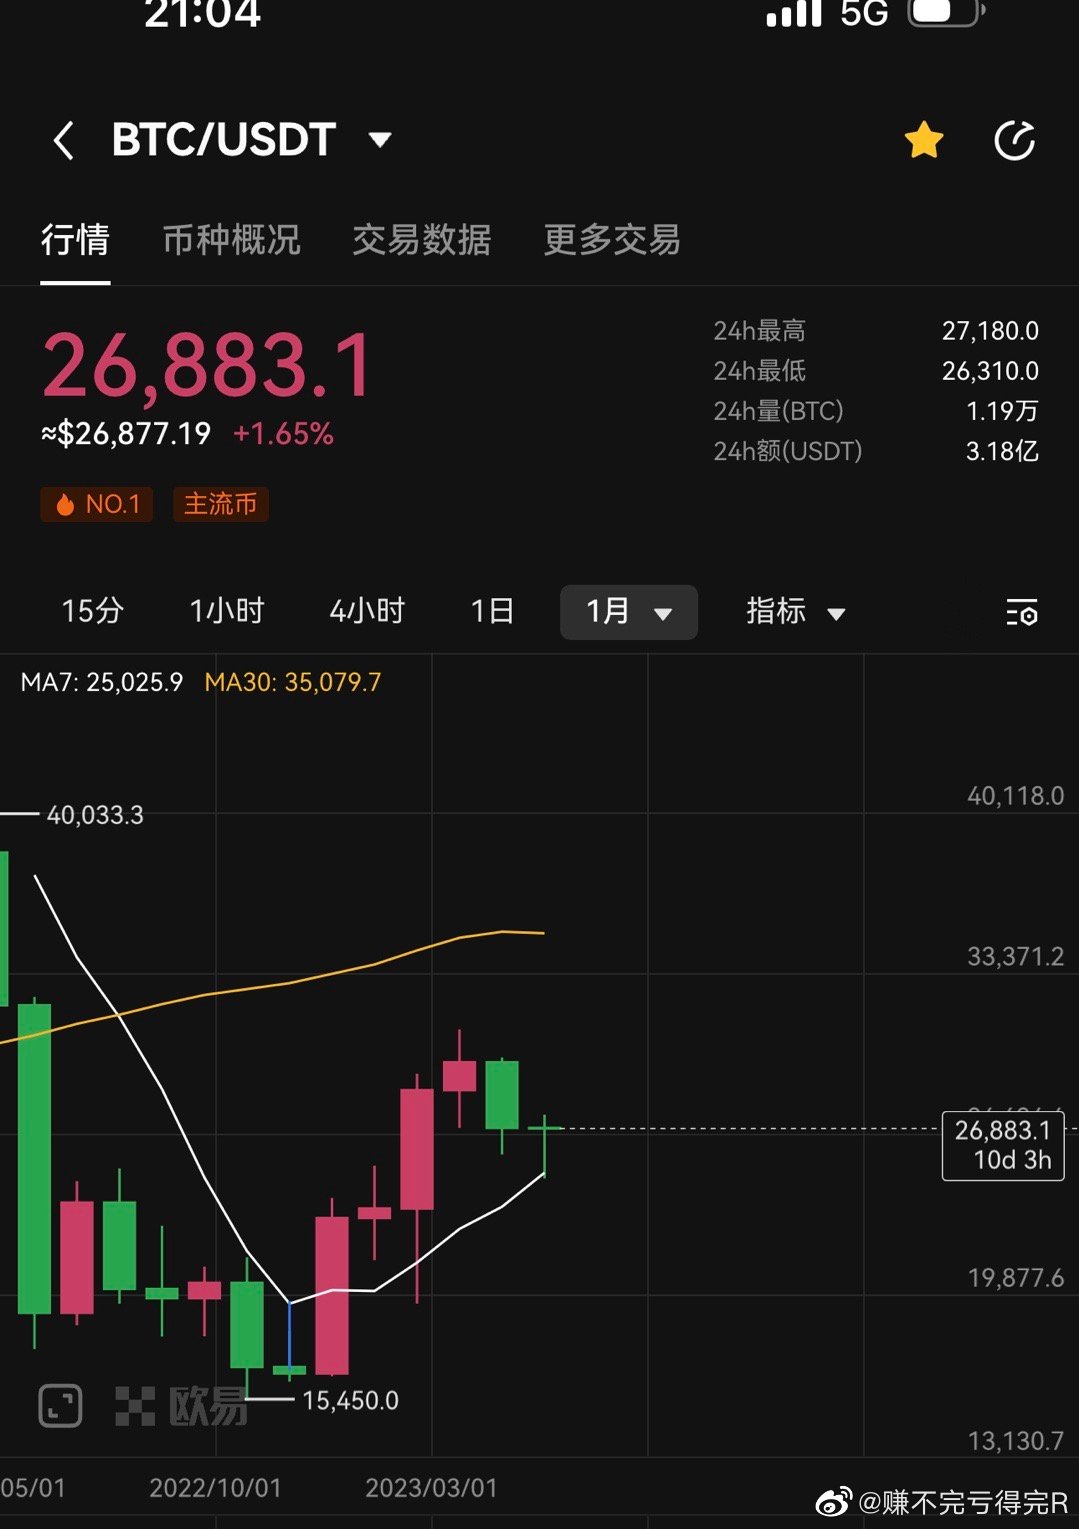 21:04 5G
BTC/USDT
行情 币种概况 交易数据 更多交易
26,883.1
≈$26,877.19 +1.65%
24h最高 27,180.0
24h最低 26,310.0
24h量(BTC) 1.19万
24h额(USDT) 3.18亿
NO.1 主流币
15分 1小时 4小时 1日 1月 指标
MA7: 25,025.9 MA30: 35,079.7
40,118.0
40,033.3
33,371.2
26,883.1
10d 3h
19,877.6
15,450.0
欧易
13,130.7
05/01 2022/10/01 2023/03/01
@赚不完亏得完R